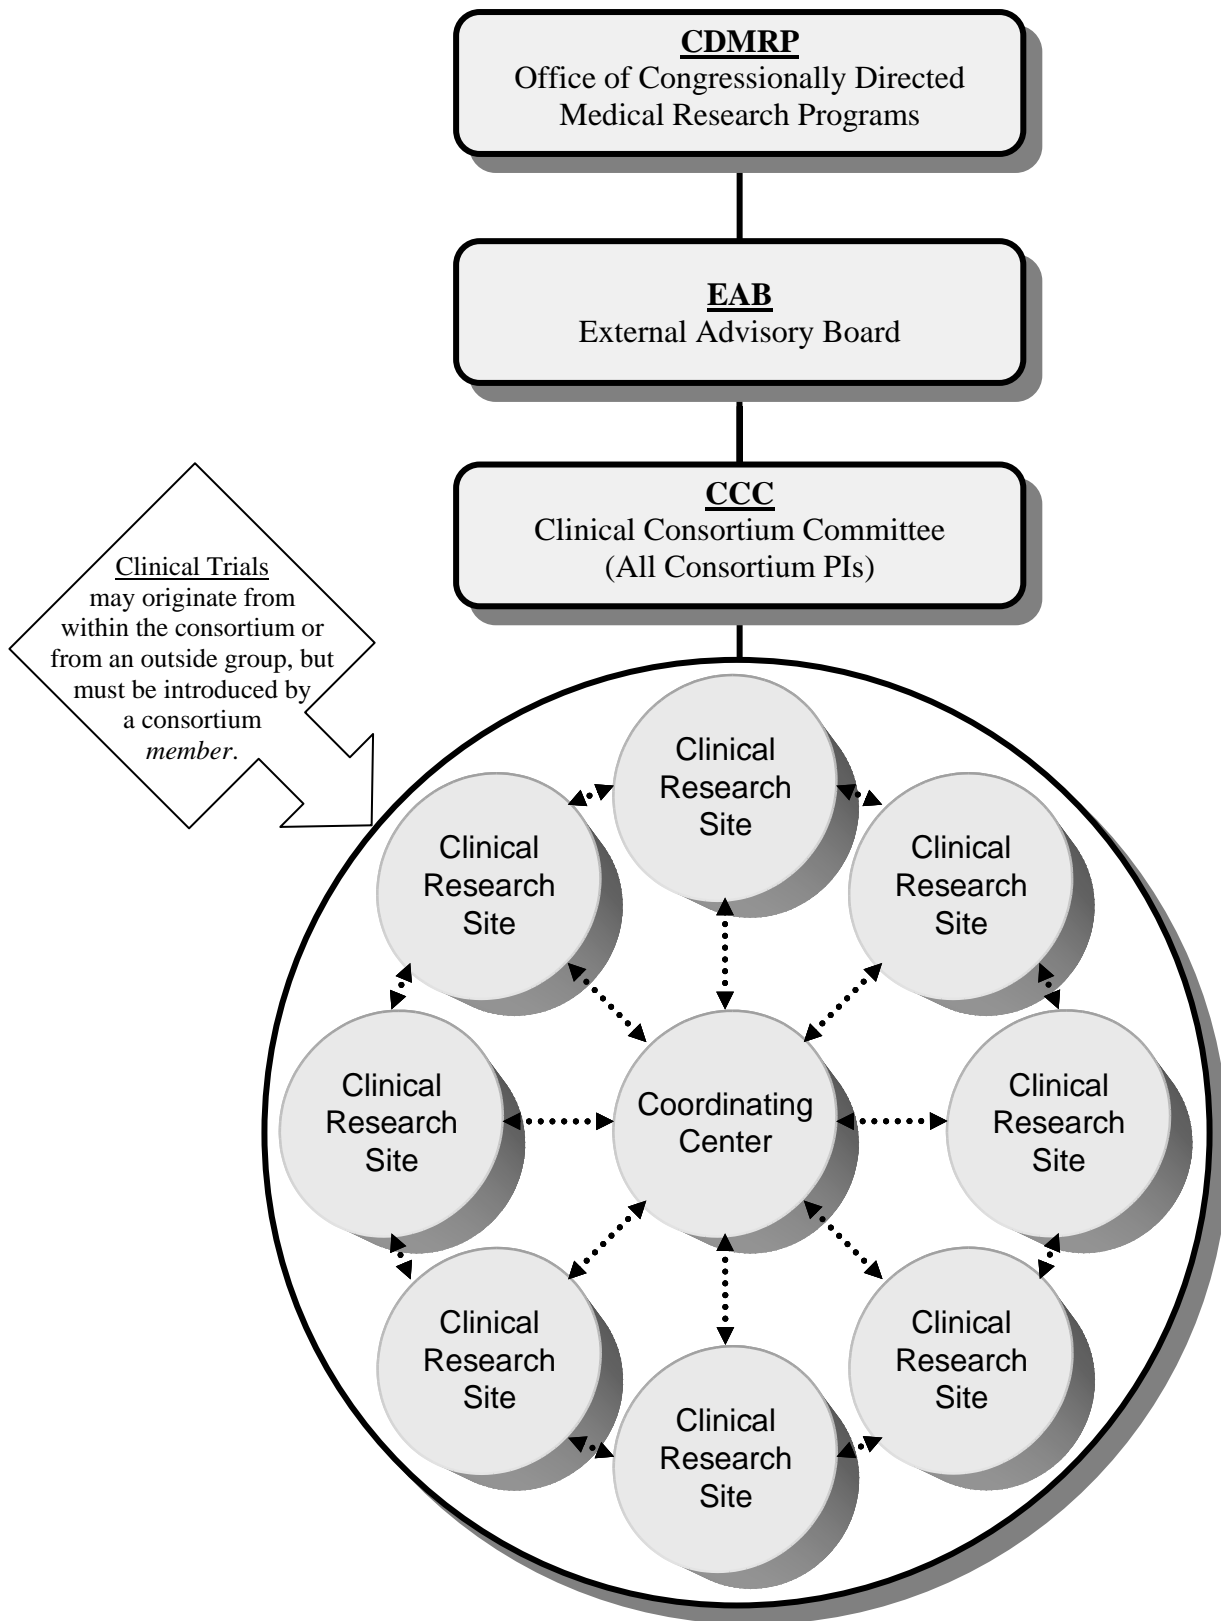 CDMRP
Office of Congressionally Directed
Medical Research Programs
EAB
External Advisory Board
CCC
Clinical Consortium Committee
(All Consortium PIs)
Clinical Trials
may originate from
within the consortium or
from an outside group, but
must be introduced by
a consortium
member.
Clinical
Research
Site
Clinical
Research
Site
Clinical
Research
Site
Clinical
Research
Site
Coordinating
Center
Clinical
Research
Site
Clinical
Research
Site
Clinical
Research
Site
Clinical
Research
Site